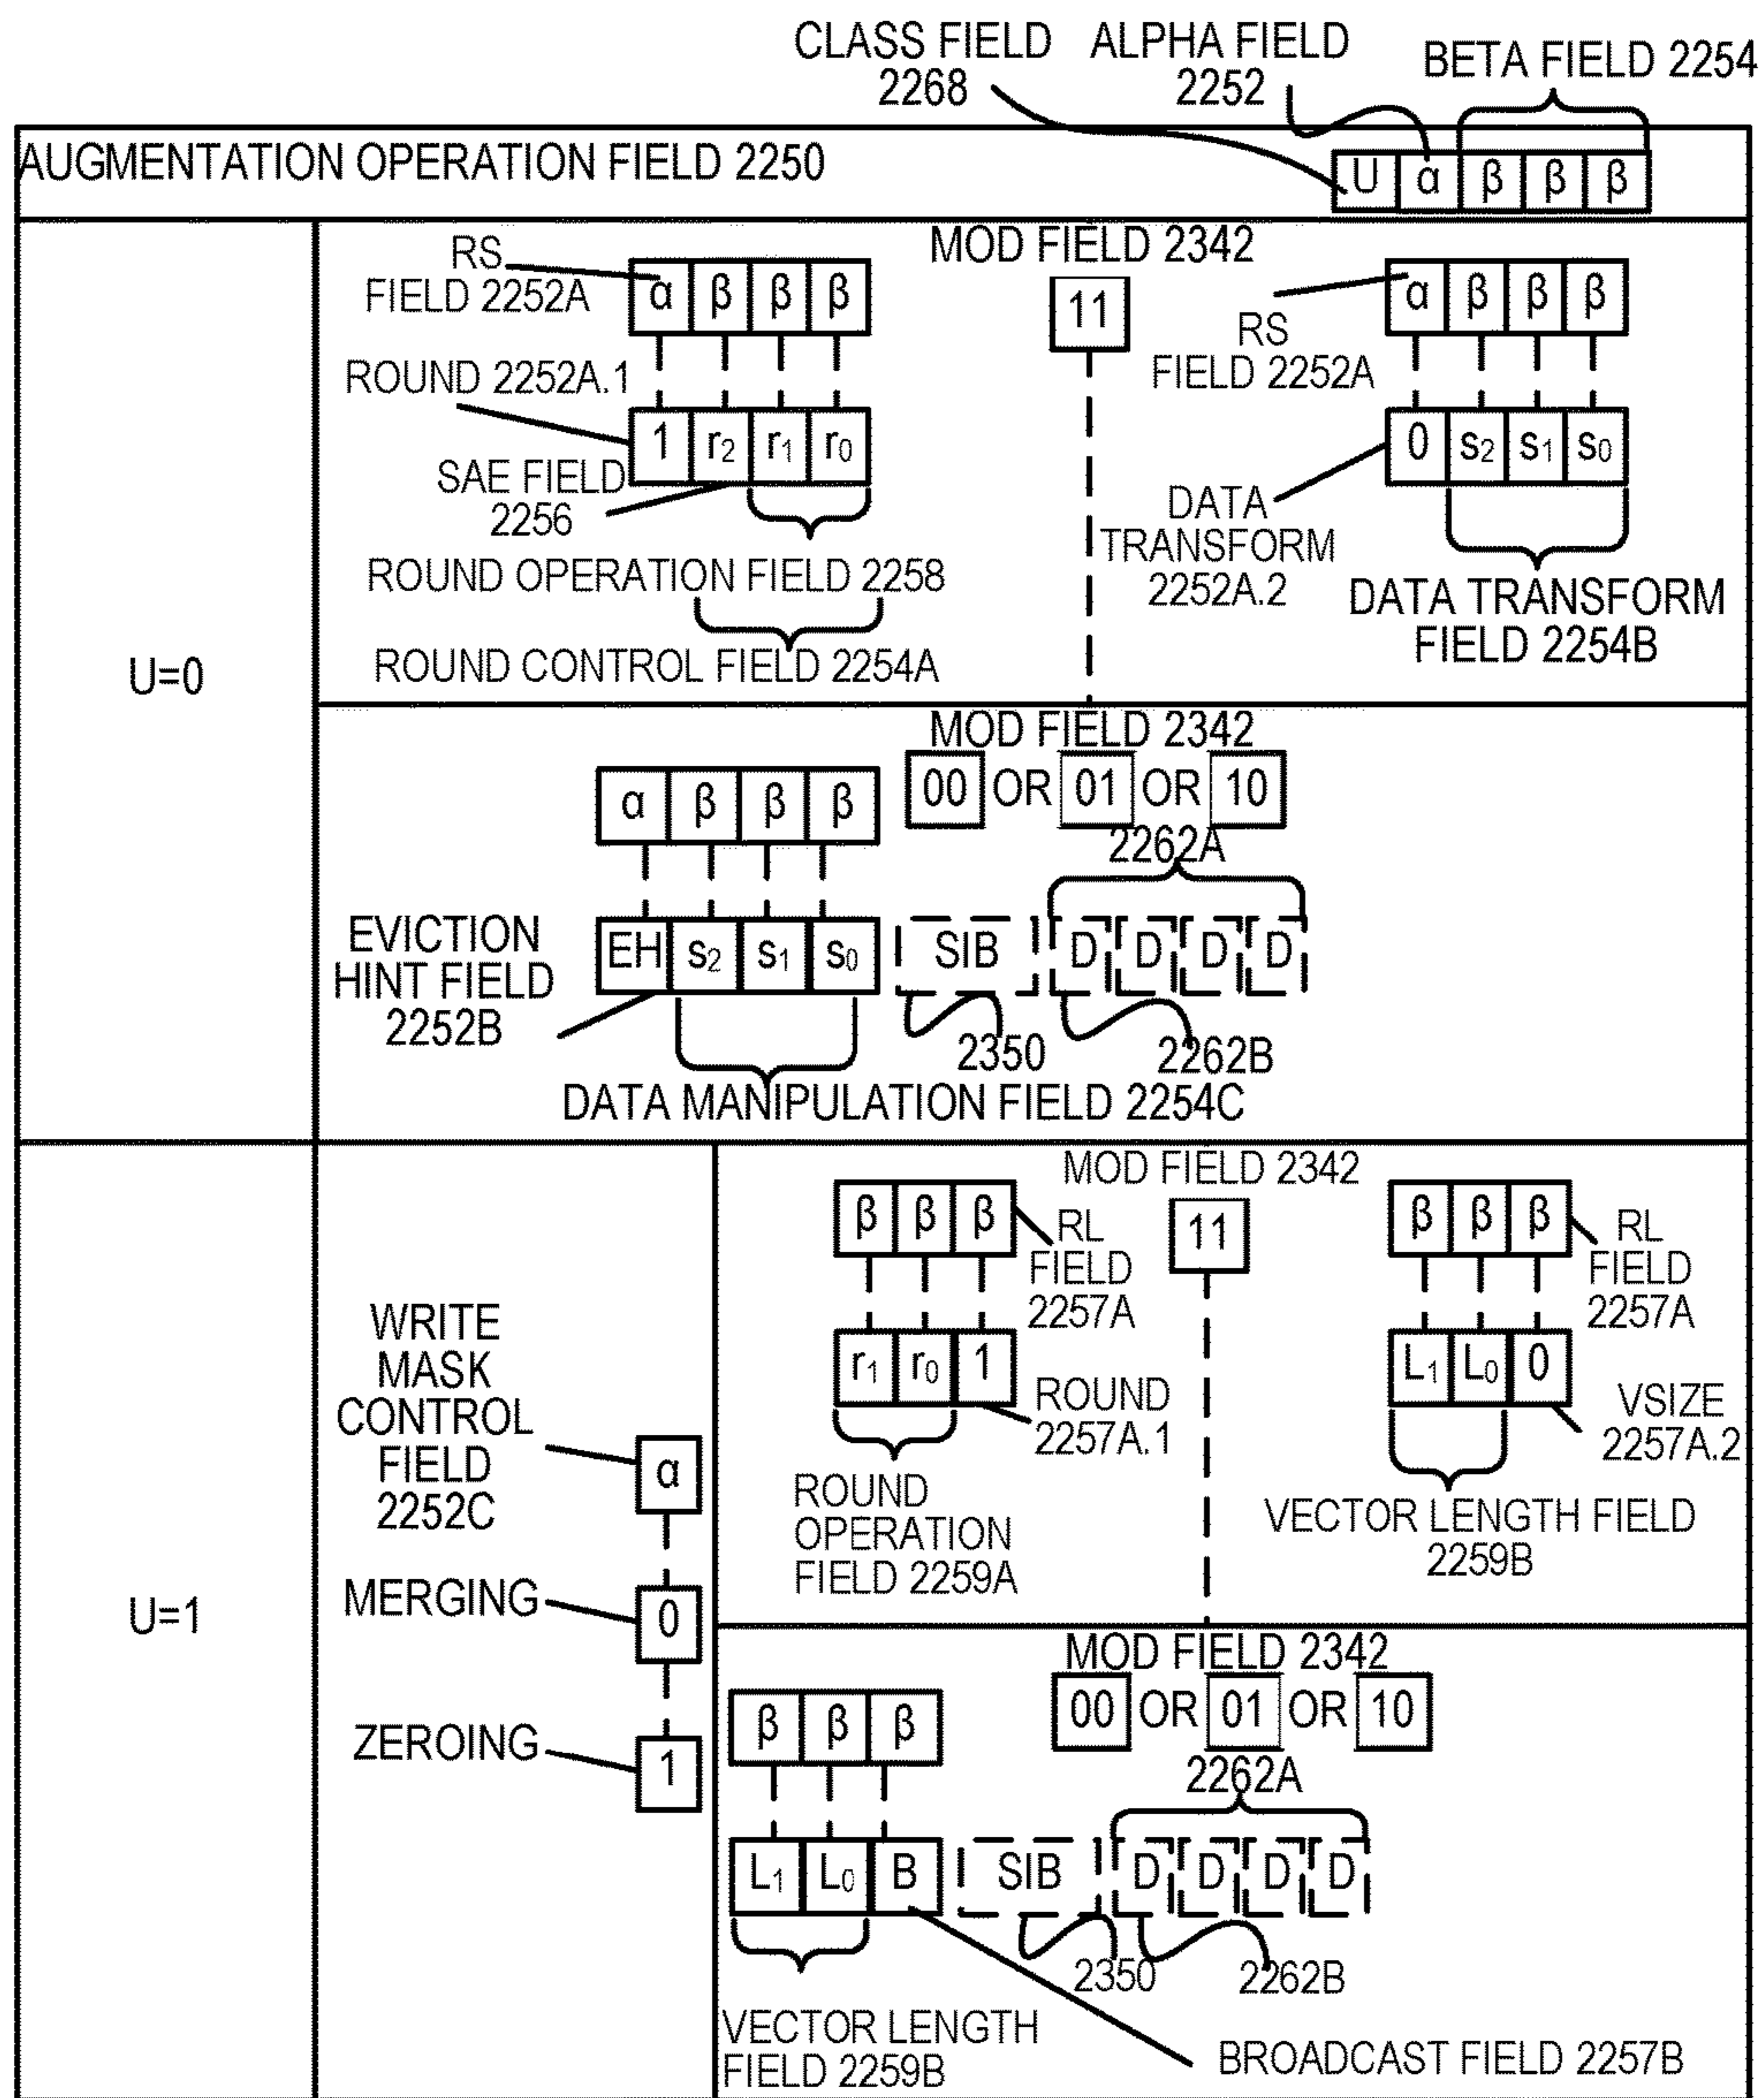 CLASS FIELD
2268
ALPHA FIELD
2252
BETA FIELD 2254
AUGMENTATION OPERATION FIELD 2250
U α β β β
U=0
MOD FIELD 2342
11
RS
FIELD 2252A
α β β β
ROUND 2252A.1
1 r2 r1 r0
SAE FIELD
2256
ROUND OPERATION FIELD 2258
ROUND CONTROL FIELD 2254A
α β β β
RS
FIELD 2252A
0 s2 s1 s0
DATA
TRANSFORM
2252A.2
DATA TRANSFORM
FIELD 2254B
MOD FIELD 2342
00 OR 01 OR 10
α β β β
2262A
EVICTION
HINT FIELD
2252B
EH s2 s1 s0 SIB D D D D
2350
2262B
DATA MANIPULATION FIELD 2254C
U=1
WRITE
MASK
CONTROL
FIELD
2252C
α
MERGING
0
ZEROING
1
MOD FIELD 2342
11
β β β
RL
FIELD
2257A
r1 r0 1
ROUND
2257A.1
ROUND
OPERATION
FIELD 2259A
β β β
RL
FIELD
2257A
L1 L0 0
VSIZE
2257A.2
VECTOR LENGTH FIELD
2259B
MOD FIELD 2342
00 OR 01 OR 10
β β β
2262A
L1 L0 B SIB D D D D
2350
2262B
VECTOR LENGTH
FIELD 2259B
BROADCAST FIELD 2257B